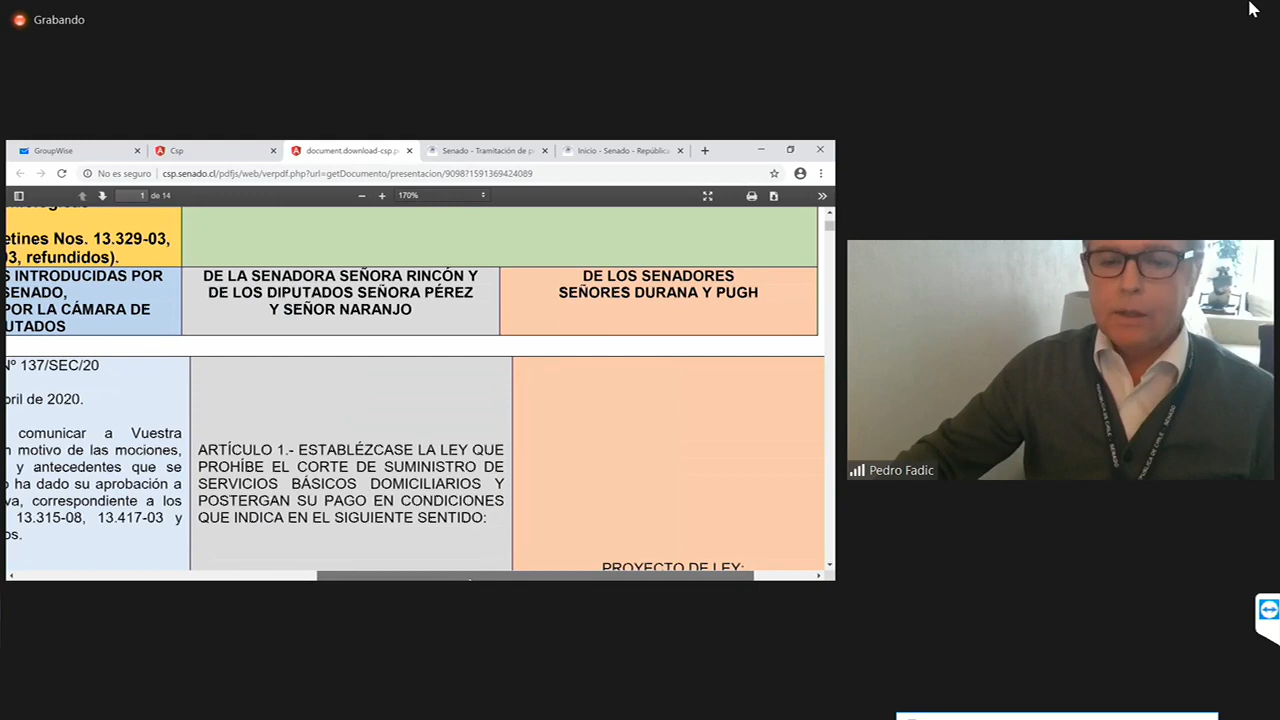 Grabando
GroupWise
Csp
document.download-csp.p
Senado - Tramitación de p
Inicio - Senado - Repúblic
No es seguro
csp.senado.cl/pdfjs/web/verpdf.php?url=getDocumento/presentacion/9098?1591369424089
1 de 14
170%
etines Nos. 13.329-03,
03, refundidos).
S INTRODUCIDAS POR
SENADO,
POR LA CÁMARA DE
UTADOS
DE LA SENADORA SEÑORA RINCÓN Y
DE LOS DIPUTADOS SEÑORA PÉREZ
Y SEÑOR NARANJO
DE LOS SENADORES
SEÑORES DURANA Y PUGH
Nº 137/SEC/20
bril de 2020.
comunicar a Vuestra
n motivo de las mociones,
y antecedentes que se
o ha dado su aprobación a
va, correspondiente a los
13.315-08, 13.417-03 y
os.
ARTÍCULO 1.- ESTABLÉZCASE LA LEY QUE
PROHÍBE EL CORTE DE SUMINISTRO DE
SERVICIOS BÁSICOS DOMICILIARIOS Y
POSTERGAN SU PAGO EN CONDICIONES
QUE INDICA EN EL SIGUIENTE SENTIDO:
PROYECTO DE LEY:
Pedro Fadic